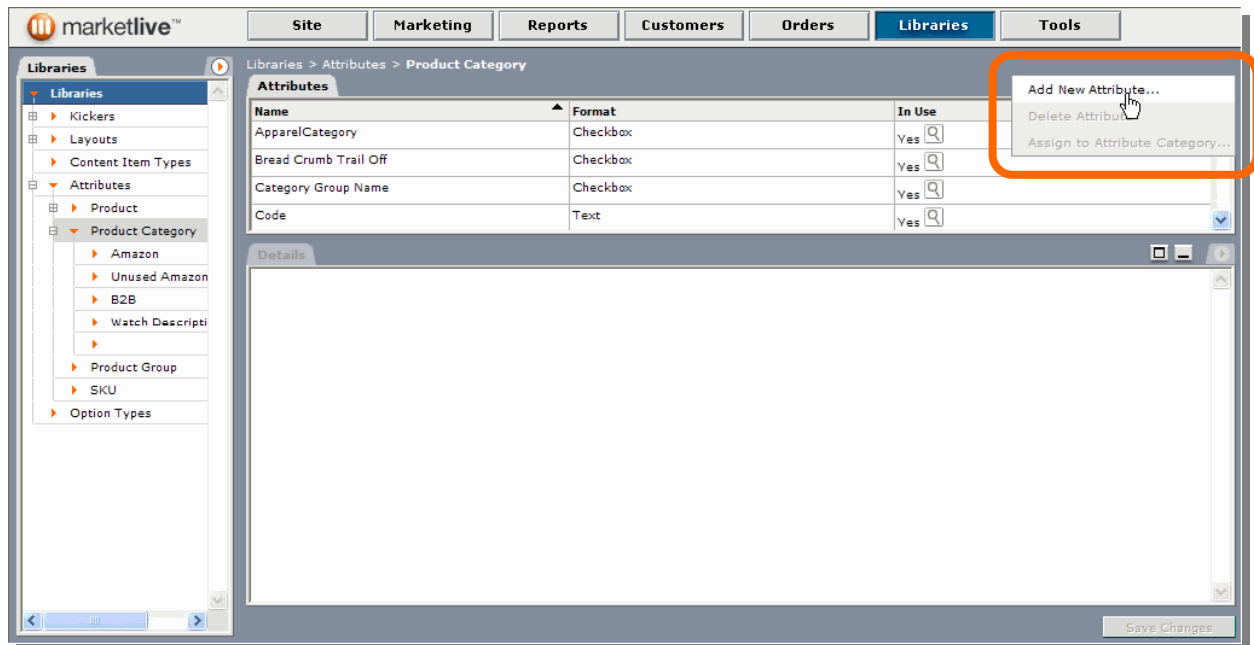 marketlive™
Site Marketing Reports Customers Orders Libraries Tools
Libraries
Libraries
Kickers
Layouts
Content Item Types
Attributes
Product
Product Category
Amazon
Unused Amazon
B2B
Watch Descripti
Product Group
SKU
Option Types
Libraries > Attributes > Product Category
Attributes
Name Format In Use
ApparelCategory Checkbox Yes
Bread Crumb Trail Off Checkbox Yes
Category Group Name Checkbox Yes
Code Text Yes
Add New Attribute...
Delete Attribut
Assign to Attribute Category...
Details
Save Changes